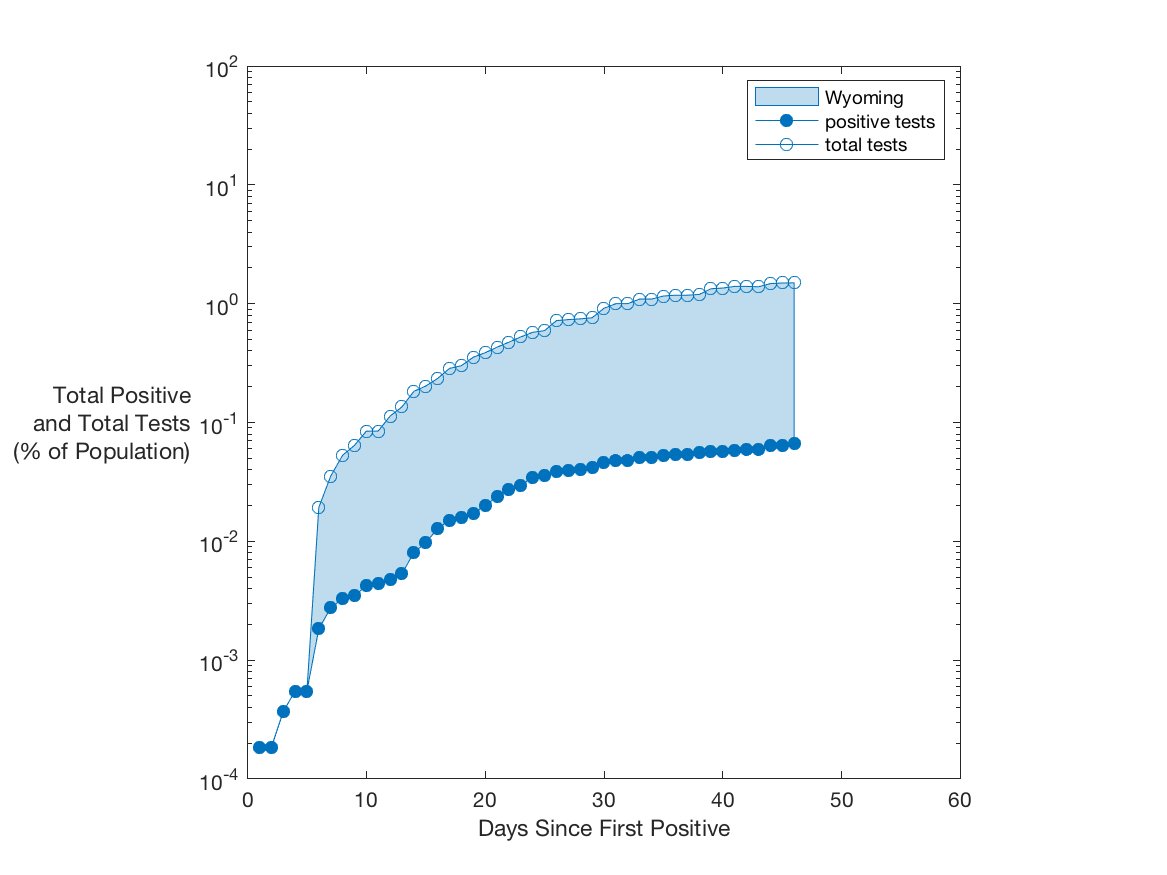 10^2
10^1
10^0
10^-1
10^-2
10^-3
10^-4
Total Positive
and Total Tests
(% of Population)
Wyoming
positive tests
total tests
0 10 20 30 40 50 60
Days Since First Positive